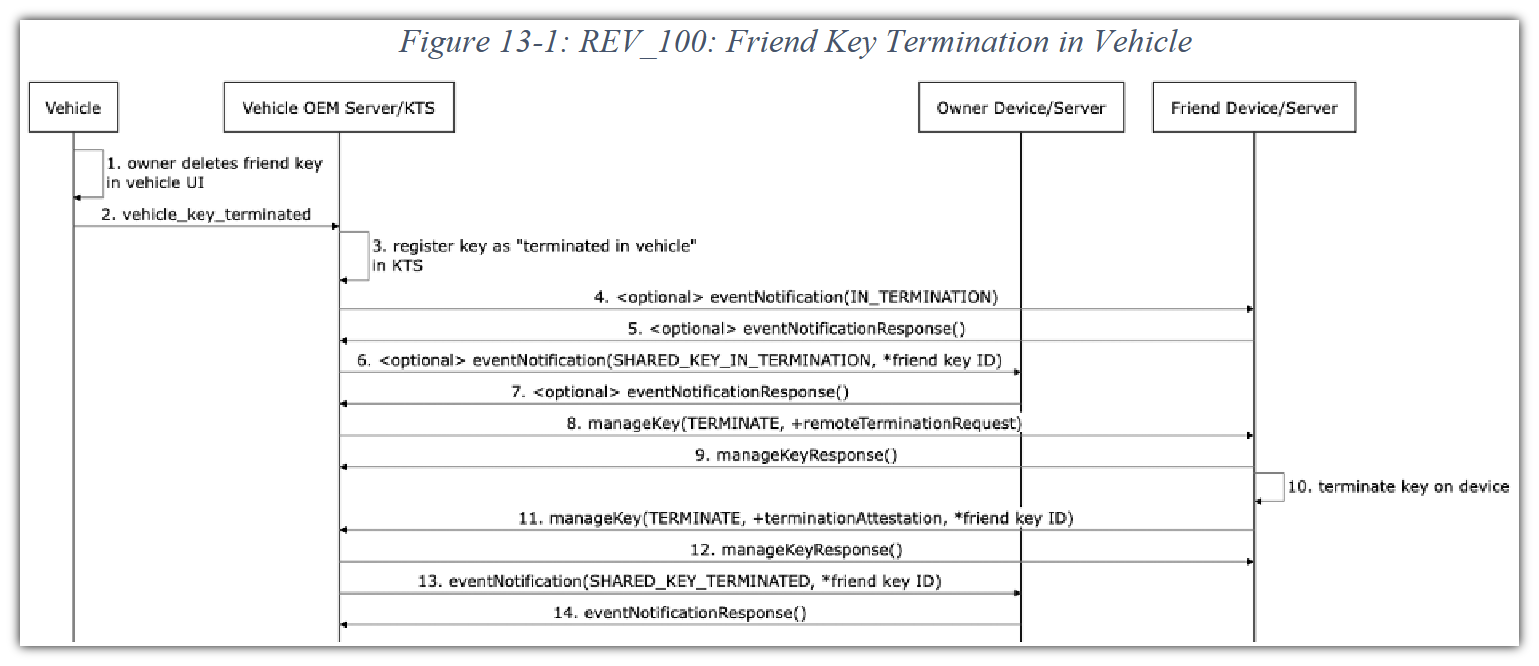 Figure 13-1: REV_100: Friend Key Termination in Vehicle
Vehicle
Vehicle OEM Server/KTS
Owner Device/Server
Friend Device/Server
1. owner deletes friend key
in vehicle UI
2. vehicle_key_terminated
3. register key as "terminated in vehicle"
in KTS
4. <optional> eventNotification(IN_TERMINATION)
5. <optional> eventNotificationResponse()
6. <optional> eventNotification(SHARED_KEY_IN_TERMINATION, *friend key ID)
7. <optional> eventNotificationResponse()
8. manageKey(TERMINATE, +remoteTerminationRequest)
9. manageKeyResponse()
10. terminate key on device
11. manageKey(TERMINATE, +terminationAttestation, *friend key ID)
12. manageKeyResponse()
13. eventNotification(SHARED_KEY_TERMINATED, *friend key ID)
14. eventNotificationResponse()